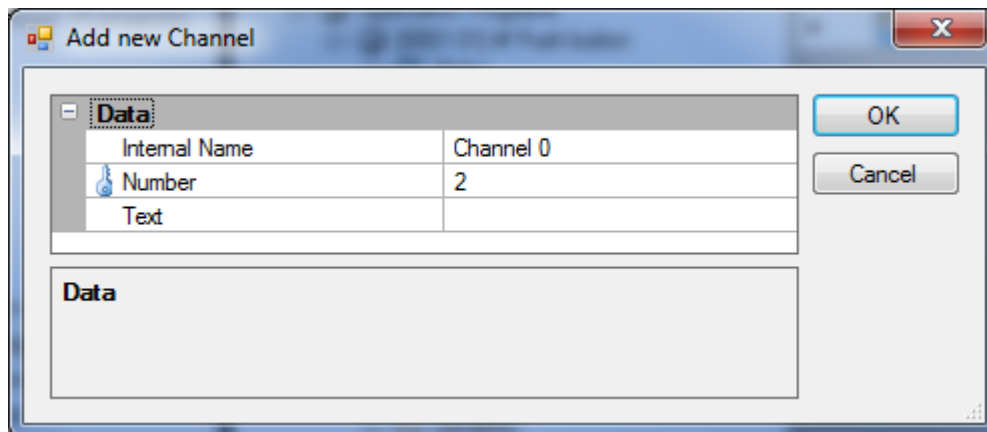 Add new Channel
Data
Internal Name Channel 0
Number 2
Text
OK
Cancel
Data